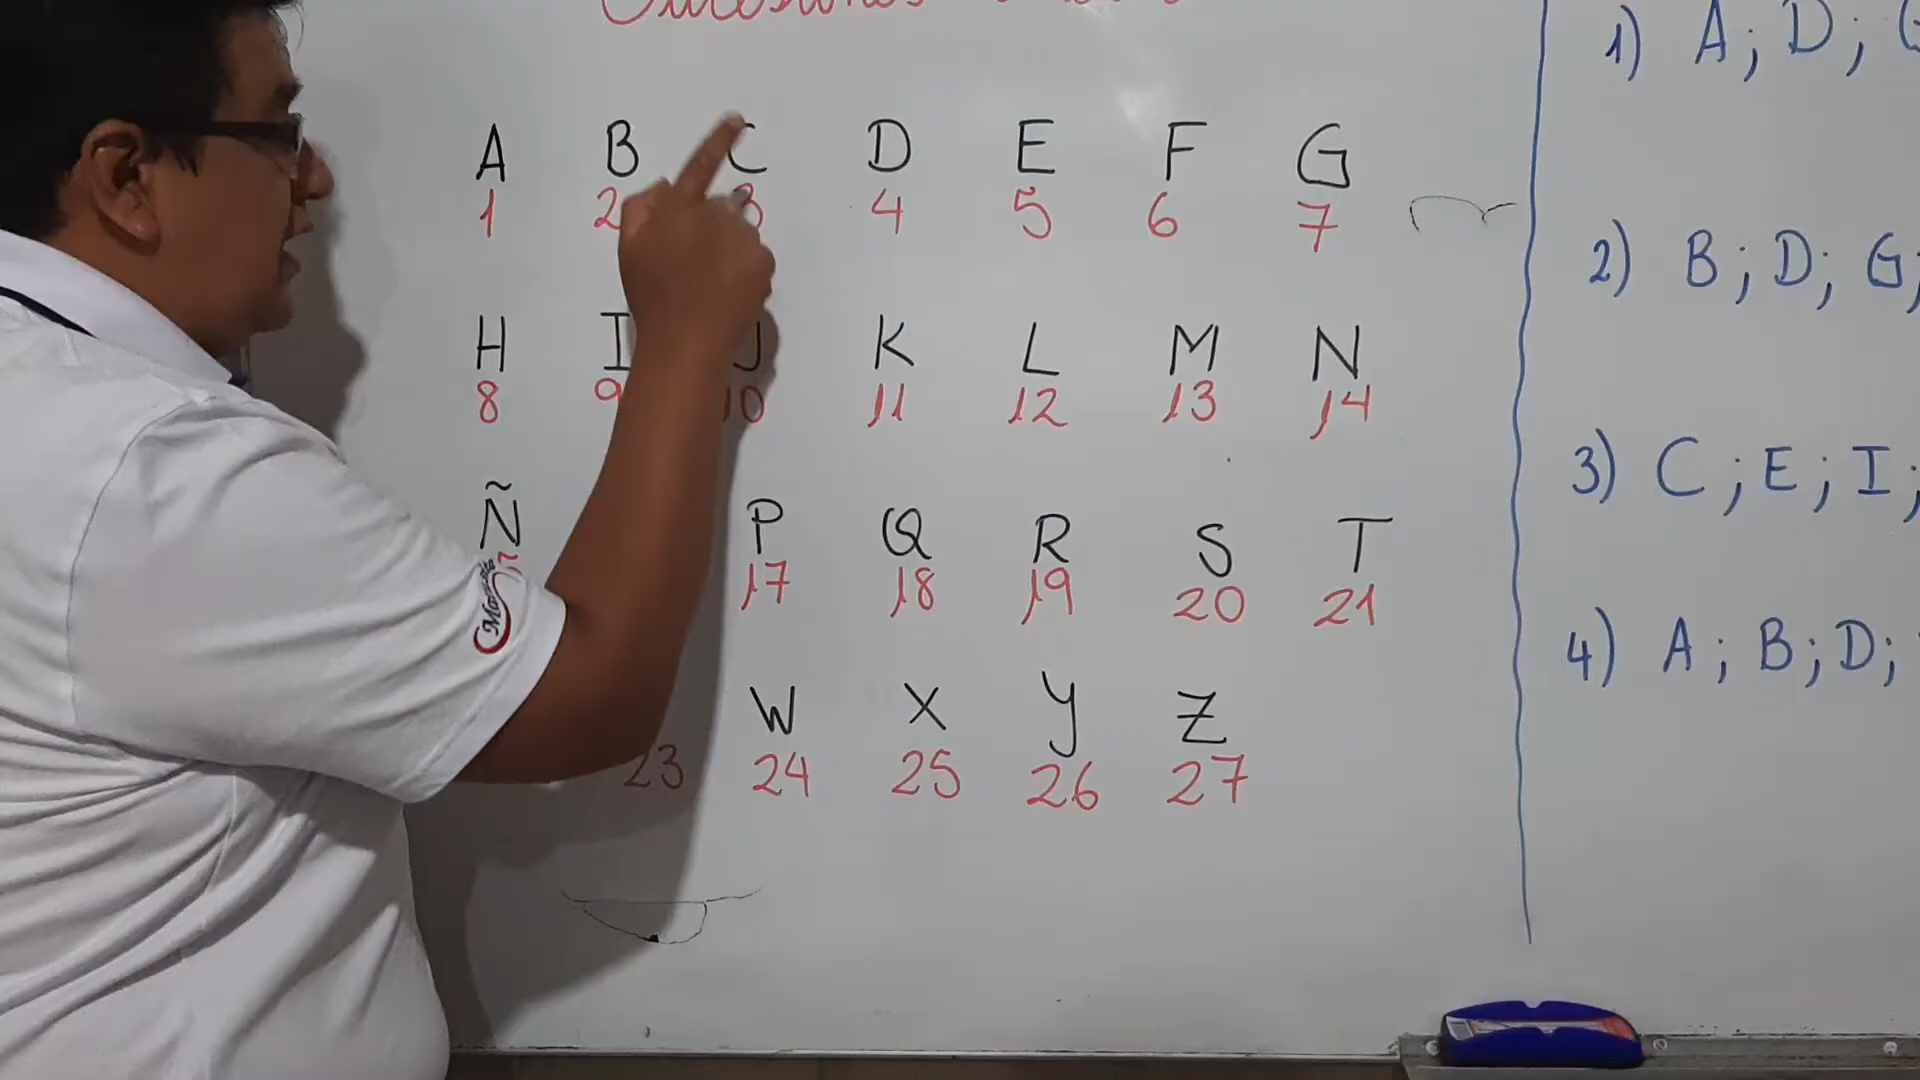 A B C D E F G
1 2 3 4 5 6 7
H I J K L M N
8 9 10 11 12 13 14
Ñ P Q R S T
17 18 19 20 21
W X Y Z
23 24 25 26 27
1) A; D; G
2) B; D; G;
3) C; E; I;
4) A; B; D;